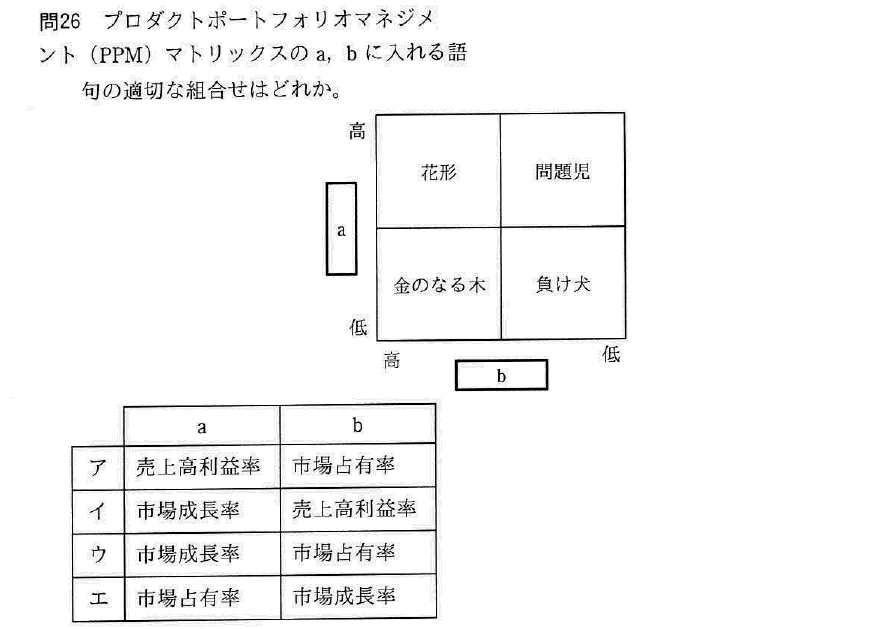 問26 プロダクトポートフォリオマネジメ
ント（PPM）マトリックスの a, b に入れる語
句の適切な組合せはどれか。
高
花形 問題児
a
金のなる木 負け犬
低
高 低
b
a b
ア 売上高利益率 市場占有率
イ 市場成長率 売上高利益率
ウ 市場成長率 市場占有率
エ 市場占有率 市場成長率